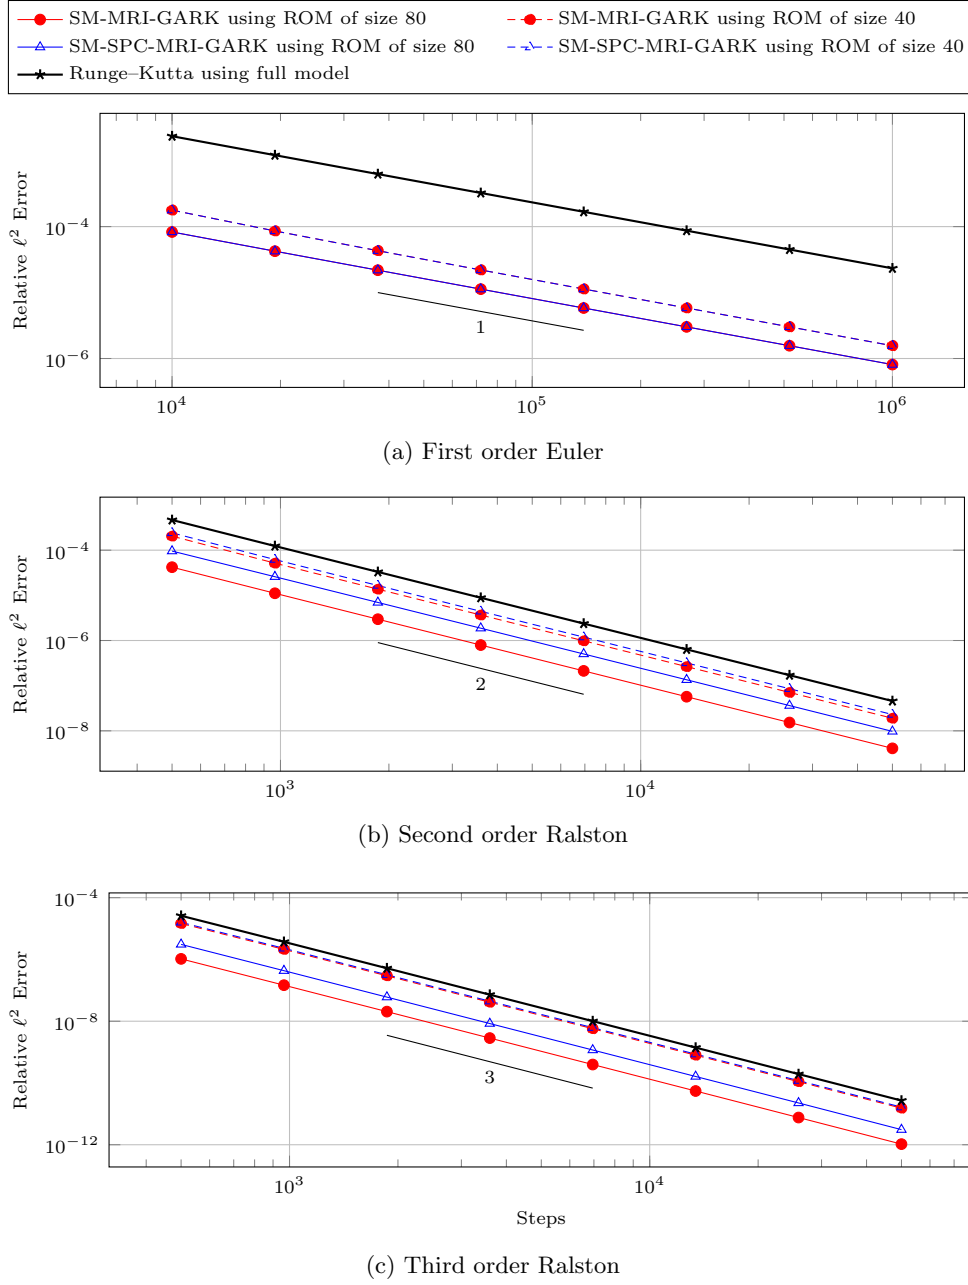 SM-MRI-GARK using ROM of size 80
SM-MRI-GARK using ROM of size 40
SM-SPC-MRI-GARK using ROM of size 80
SM-SPC-MRI-GARK using ROM of size 40
Runge–Kutta using full model
Relative ℓ² Error
10⁻⁴
10⁻⁶
1
10⁴
10⁵
10⁶
(a) First order Euler
Relative ℓ² Error
10⁻⁴
10⁻⁶
10⁻⁸
2
10³
10⁴
(b) Second order Ralston
Relative ℓ² Error
10⁻⁴
10⁻⁸
10⁻¹²
3
10³
10⁴
Steps
(c) Third order Ralston